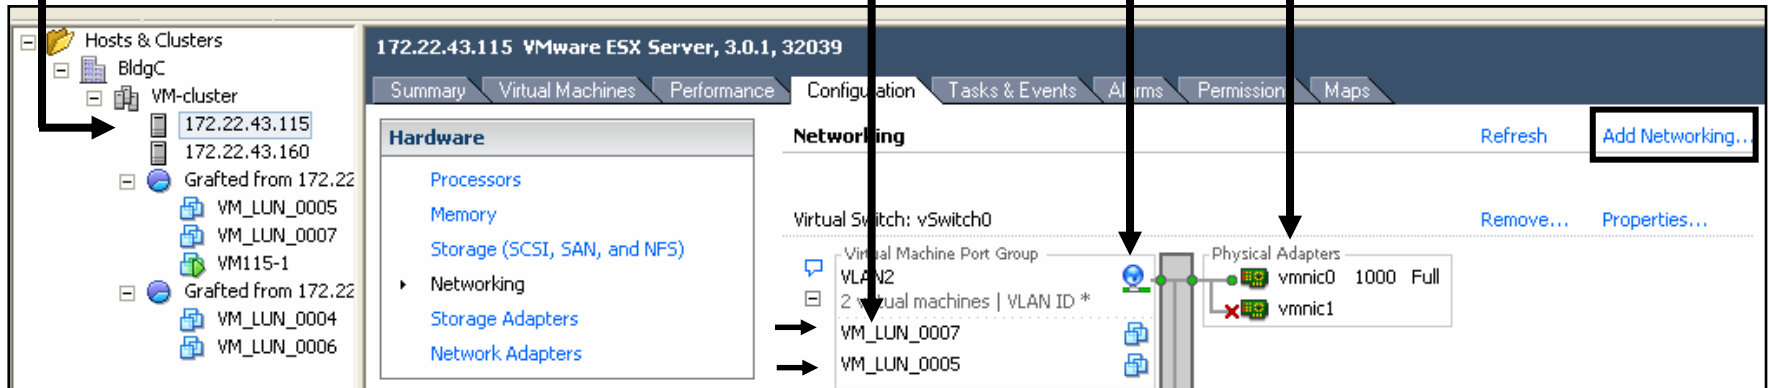 Hosts & Clusters
BldgC
VM-cluster
172.22.43.115
172.22.43.160
Grafted from 172.22
VM_LUN_0005
VM_LUN_0007
VM115-1
Grafted from 172.22
VM_LUN_0004
VM_LUN_0006
172.22.43.115 VMware ESX Server, 3.0.1, 32039
Summary Virtual Machines Performance Configuration Tasks & Events Alarms Permission Maps
Hardware
Processors
Memory
Storage (SCSI, SAN, and NFS)
Networking
Storage Adapters
Network Adapters
Networking Refresh Add Networking...
Virtual Switch: vSwitch0 Remove... Properties...
Virtual Machine Port Group
VLAN2
2 virtual machines | VLAN ID *
VM_LUN_0007
VM_LUN_0005
Physical Adapters
vmnic0 1000 Full
vmnic1